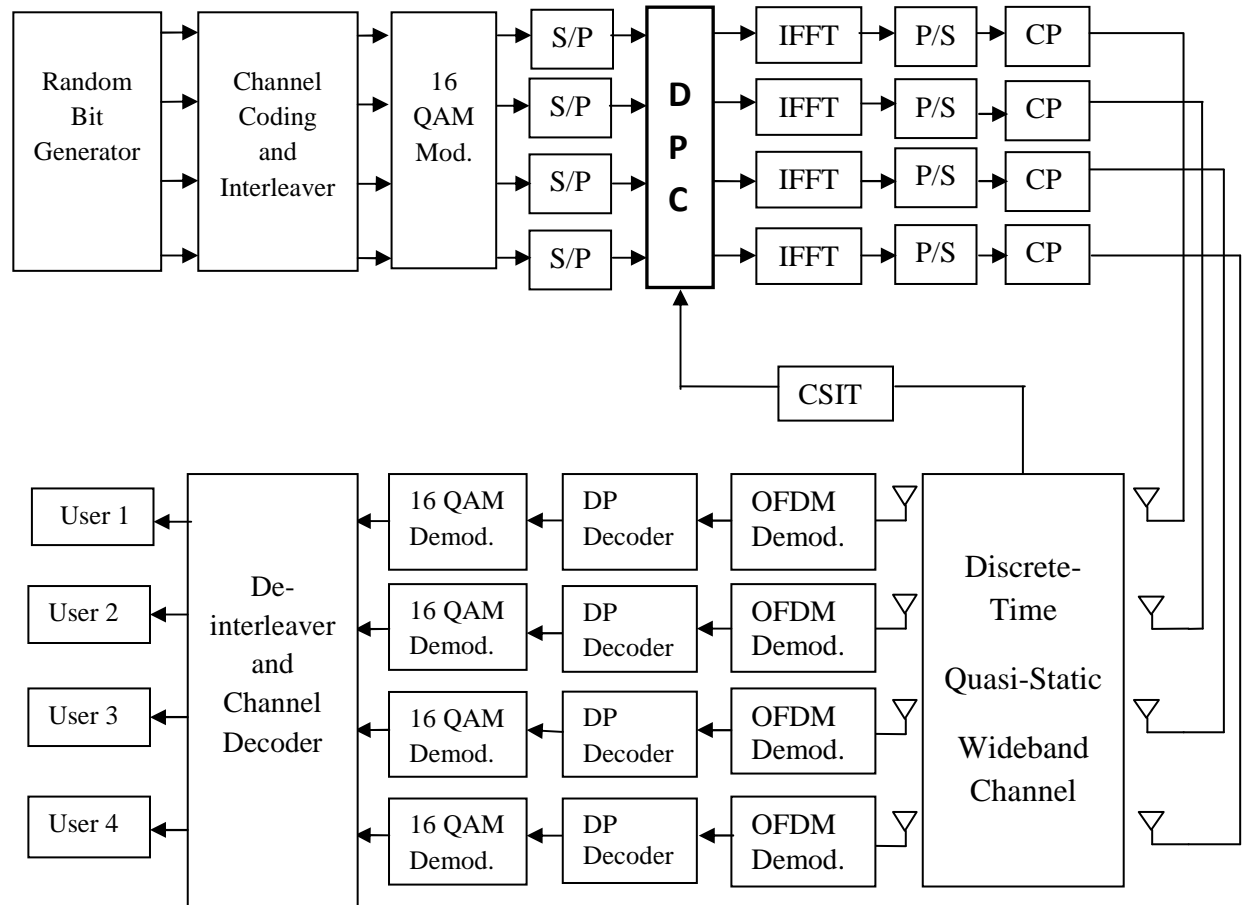 Random
Bit
Generator
Channel
Coding
and
Interleaver
16
QAM
Mod.
S/P
S/P
S/P
S/P
D
P
C
IFFT
P/S
CP
IFFT
P/S
CP
IFFT
P/S
CP
IFFT
P/S
CP
CSIT
User 1
User 2
User 3
User 4
De-
interleaver
and
Channel
Decoder
16 QAM
Demod.
DP
Decoder
OFDM
Demod.
16 QAM
Demod.
DP
Decoder
OFDM
Demod.
16 QAM
Demod.
DP
Decoder
OFDM
Demod.
16 QAM
Demod.
DP
Decoder
OFDM
Demod.
Discrete-
Time
Quasi-Static
Wideband
Channel